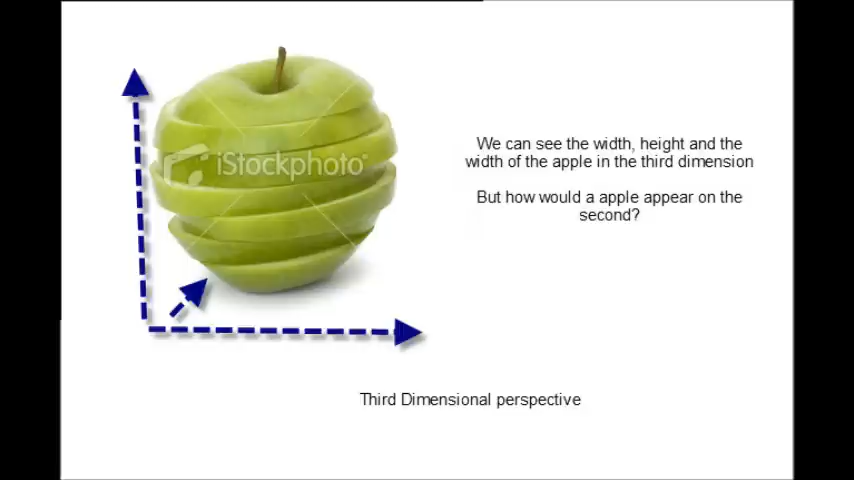 We can see the width, height and the
width of the apple in the third dimension
But how would a apple appear on the
second?
iStockphoto
Third Dimensional perspective